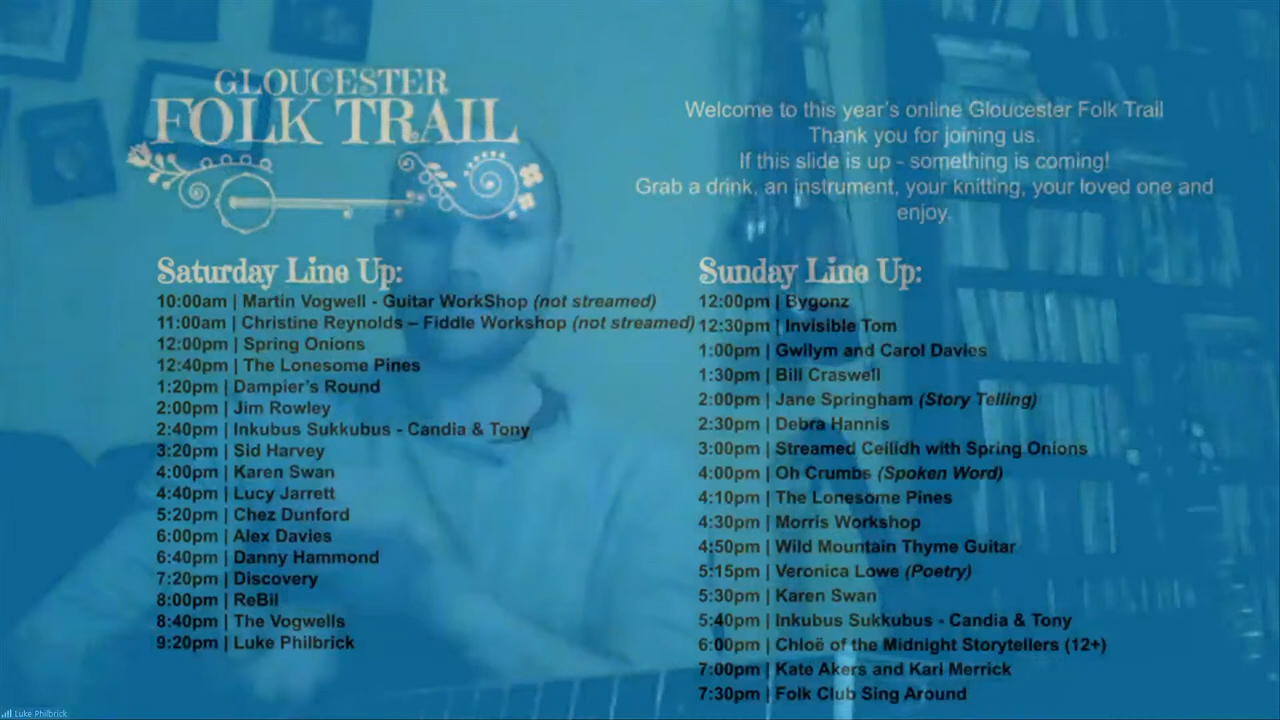 GLOUCESTER
FOLK TRAIL
Welcome to this year's online Gloucester Folk Trail
Thank you for joining us.
If this slide is up - something is coming!
Grab a drink, an instrument, your knitting, your loved one and
enjoy.
Saturday Line Up:
10:00am | Martin Vogwell - Guitar WorkShop (not streamed)
11:00am | Christine Reynolds – Fiddle Workshop (not streamed)
12:00pm | Spring Onions
12:40pm | The Lonesome Pines
1:20pm | Dampier's Round
2:00pm | Jim Rowley
2:40pm | Inkubus Sukkubus - Candia & Tony
3:20pm | Sid Harvey
4:00pm | Karen Swan
4:40pm | Lucy Jarrett
5:20pm | Chez Dunford
6:00pm | Alex Davies
6:40pm | Danny Hammond
7:20pm | Discovery
8:00pm | ReBil
8:40pm | The Vogwells
9:20pm | Luke Philbrick
Sunday Line Up:
12:00pm | Bygonz
12:30pm | Invisible Tom
1:00pm | Gwilym and Carol Davies
1:30pm | Bill Craswell
2:00pm | Jane Springham (Story Telling)
2:30pm | Debra Hannis
3:00pm | Streamed Ceilidh with Spring Onions
4:00pm | Oh Crumbs (Spoken Word)
4:10pm | The Lonesome Pines
4:30pm | Morris Workshop
4:50pm | Wild Mountain Thyme Guitar
5:15pm | Veronica Lowe (Poetry)
5:30pm | Karen Swan
5:40pm | Inkubus Sukkubus - Candia & Tony
6:00pm | Chloë of the Midnight Storytellers (12+)
7:00pm | Kate Akers and Karl Merrick
7:30pm | Folk Club Sing Around
Luke Philbrick